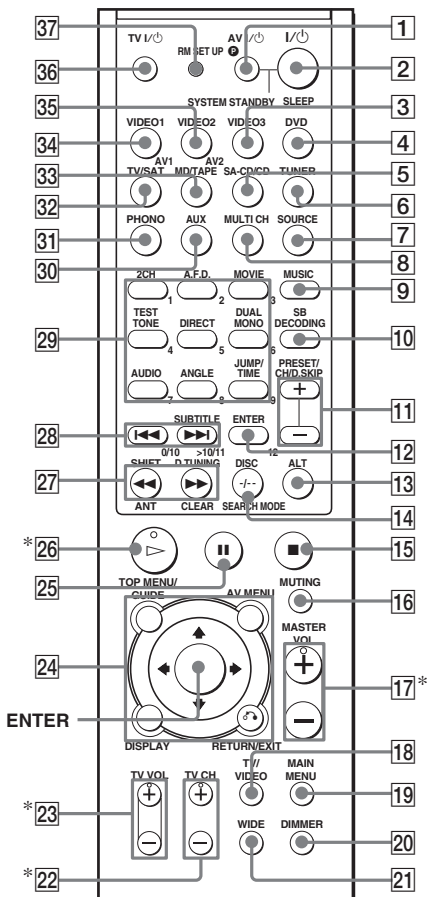 37 TV I/⏻ AV I/⏻ I/⏻ 1
RM SET UP P
36 2
SYSTEM STANDBY SLEEP
35 3
VIDEO1 VIDEO2 VIDEO3 DVD
34 4
AV1 AV2
33 TV/SAT MD/TAPE SA-CD/CD TUNER 5
32 6
PHONO AUX MULTI CH SOURCE
31 7
30 8
2CH A.F.D. MOVIE MUSIC
1 2 3 9
TEST TONE DIRECT DUAL MONO SB DECODING
29 4 5 6 10
AUDIO ANGLE JUMP/TIME PRESET/CH/D.SKIP
7 8 9 + 11
SUBTITLE ENTER −
28 ⏮ ⏭ 12
0/10 >10/11 12
SHIFT D.TUNING DISC ALT
27 ◀◀ ▶▶ -/-- 13
ANT CLEAR SEARCH MODE 14
*26 ▷ 15
25 ⏸ ■
TOP MENU/GUIDE AV MENU MUTING 16
MASTER VOL
24 + 17*
ENTER −
DISPLAY RETURN/EXIT 18
TV VOL TV CH TV/VIDEO MAIN MENU
*23 + + 19
− − WIDE DIMMER 20
*22 21